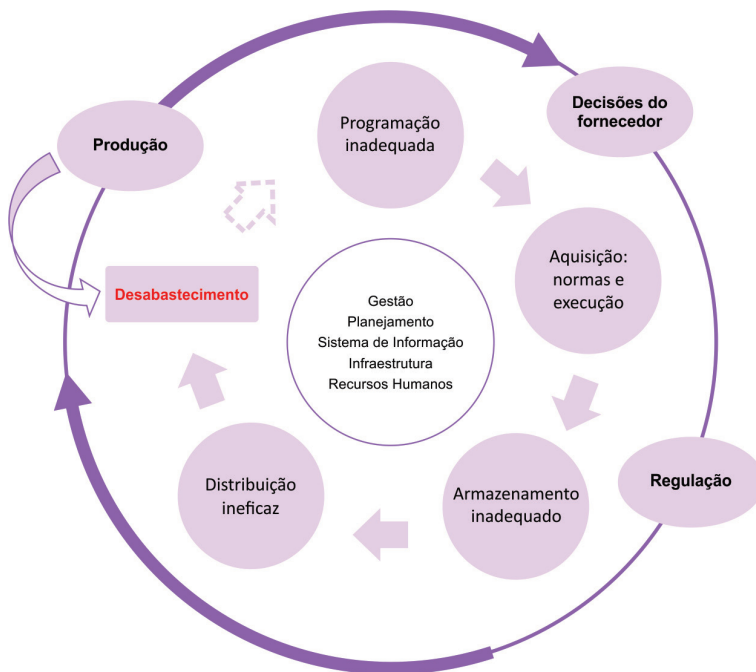 Produção
Decisões do
fornecedor
Programação
inadequada
Aquisição:
normas e
execução
Desabastecimento
Gestão
Planejamento
Sistema de Informação
Infraestrutura
Recursos Humanos
Distribuição
ineficaz
Armazenamento
inadequado
Regulação